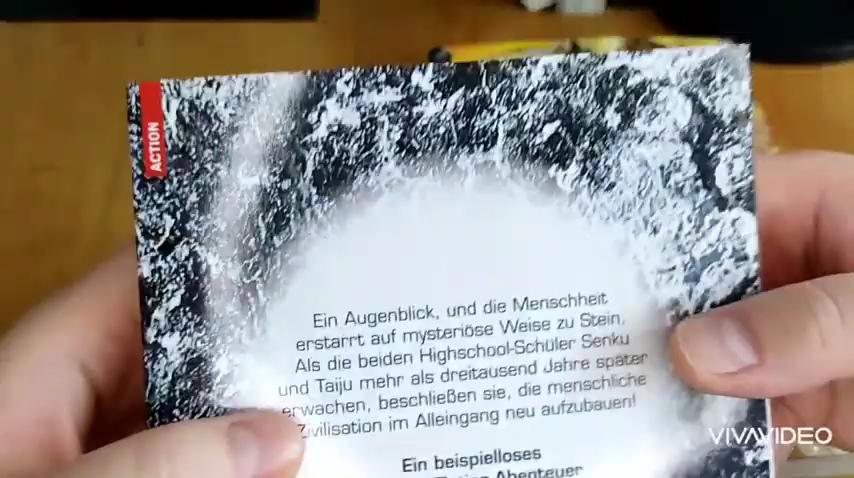 ACTION
Ein Augenblick, und die Menschheit
erstarrt auf mysteriöse Weise zu Stein.
Als die beiden Highschool-Schüler Senku
und Taiju mehr als dreitausend Jahre später
erwachen, beschließen sie, die menschliche
Zivilisation im Alleingang neu aufzubauen!
Ein beispielloses
Abenteuer
VIVAVIDEO